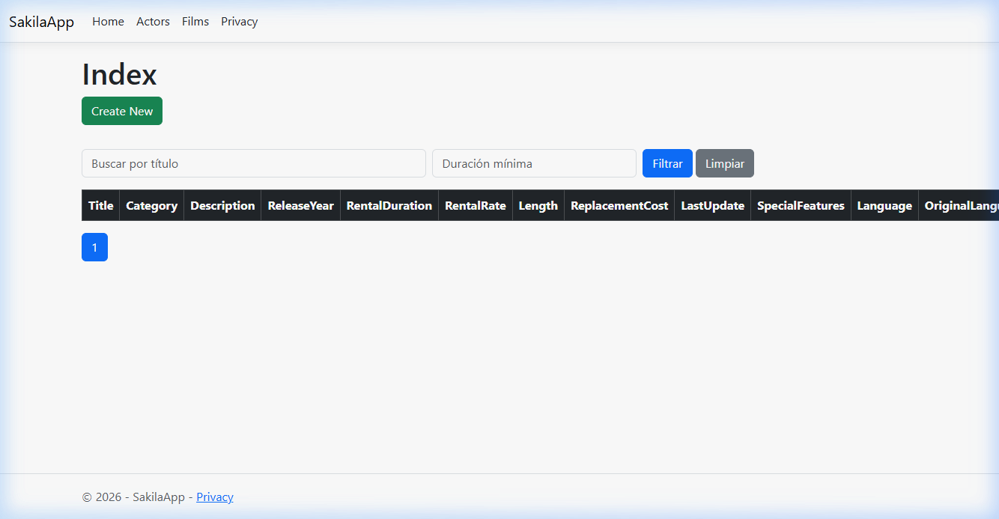 SakilaApp Home Actors Films Privacy
Index
Create New
Buscar por título Duración mínima Filtrar Limpiar
Title Category Description ReleaseYear RentalDuration RentalRate Length ReplacementCost LastUpdate SpecialFeatures Language
1
© 2026 - SakilaApp - Privacy